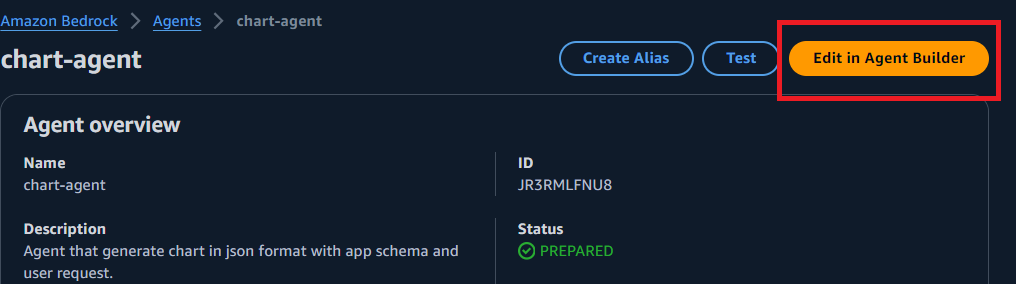 Amazon Bedrock > Agents > chart-agent
chart-agent
Create Alias
Test
Edit in Agent Builder
Agent overview
Name
chart-agent
ID
JR3RMLFNU8
Description
Agent that generate chart in json format with app schema and
user request.
Status
PREPARED